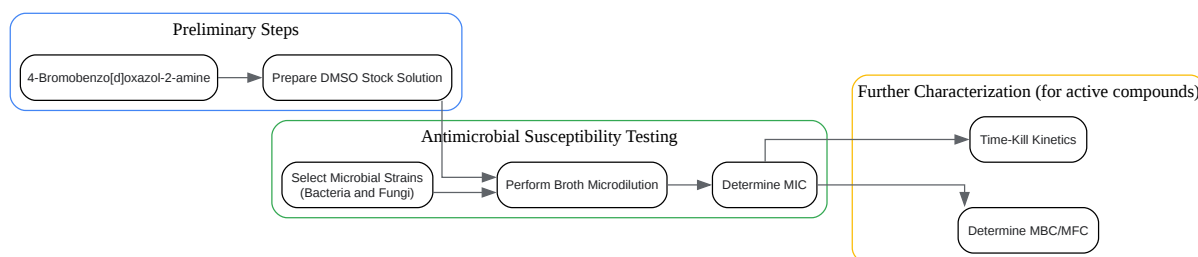 Preliminary Steps
4-Bromobenzo[d]oxazol-2-amine
Prepare DMSO Stock Solution
Antimicrobial Susceptibility Testing
Select Microbial Strains
(Bacteria and Fungi)
Perform Broth Microdilution
Determine MIC
Further Characterization (for active compounds)
Time-Kill Kinetics
Determine MBC/MFC